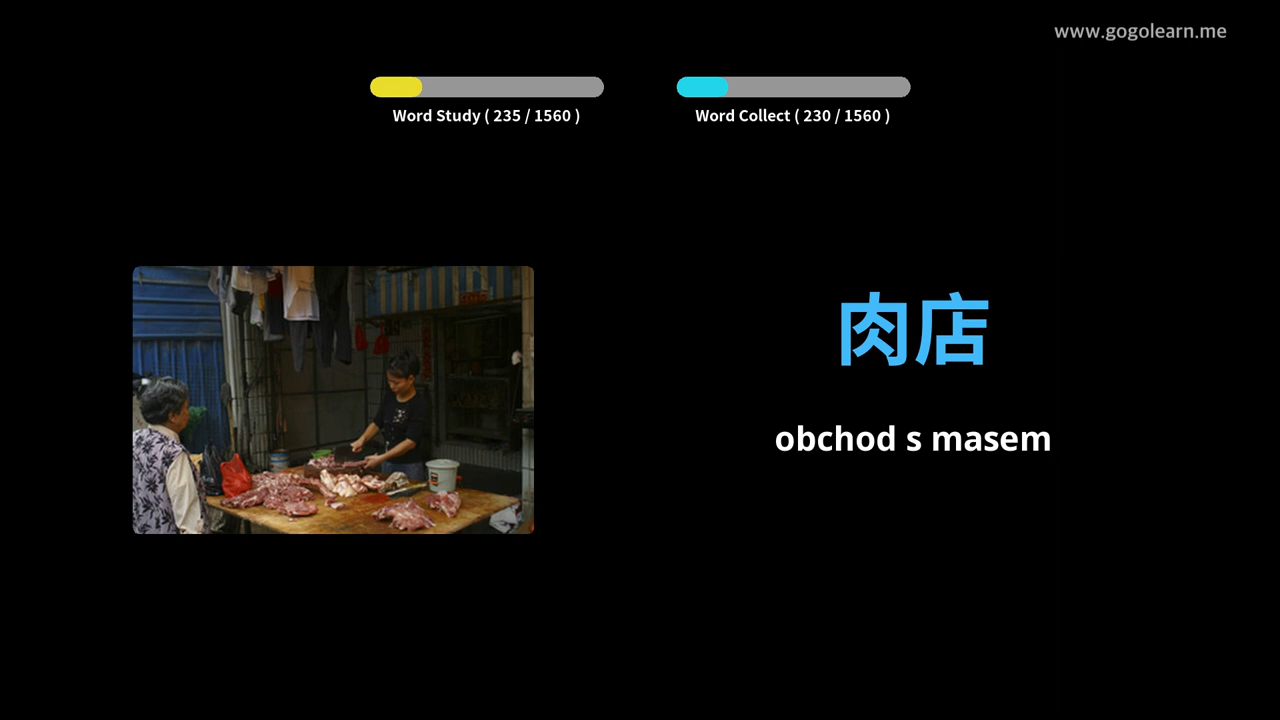 www.gogolearn.me
Word Study ( 235 / 1560 )
Word Collect ( 230 / 1560 )
肉店
obchod s masem